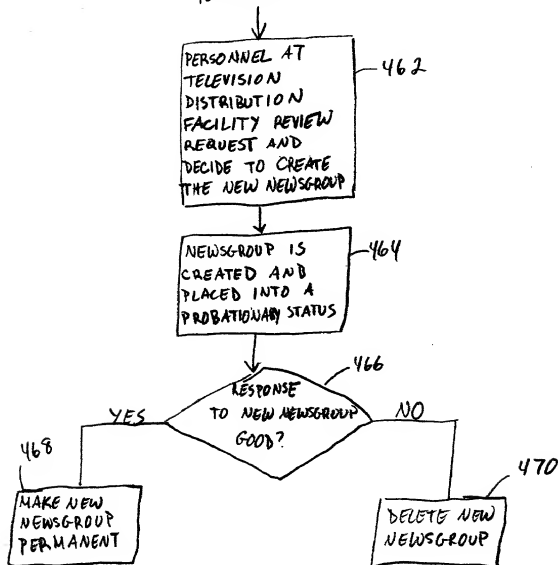 PERSONNEL AT
TELEVISION
DISTRIBUTION
FACILITY REVIEW
REQUEST AND
DECIDE TO CREATE
THE NEW NEWSGROUP
462
NEWSGROUP IS
CREATED AND
PLACED INTO A
PROBATIONARY STATUS
464
RESPONSE
TO NEW NEWSGROUP
GOOD?
466
YES
NO
468
MAKE NEW
NEWSGROUP
PERMANENT
470
DELETE NEW
NEWSGROUP